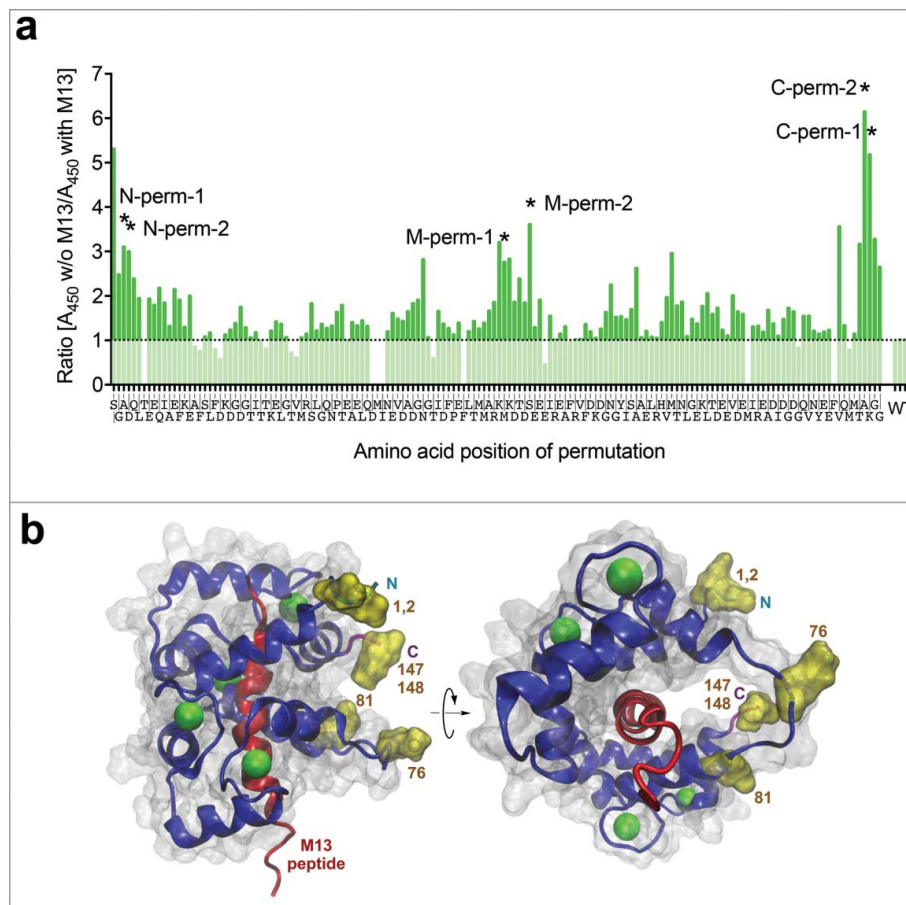 a
Ratio [A450 w/o M13/A450 with M13]
7
6
5
4
3
2
1
0
N-perm-1
*
*
N-perm-2
M-perm-1
*
*
M-perm-2
C-perm-2
*
C-perm-1
*
WT
Amino acid position of permutation
b
N
1,2
C
147
148
81
76
M13
peptide
1,2
N
76
147
148
C
81